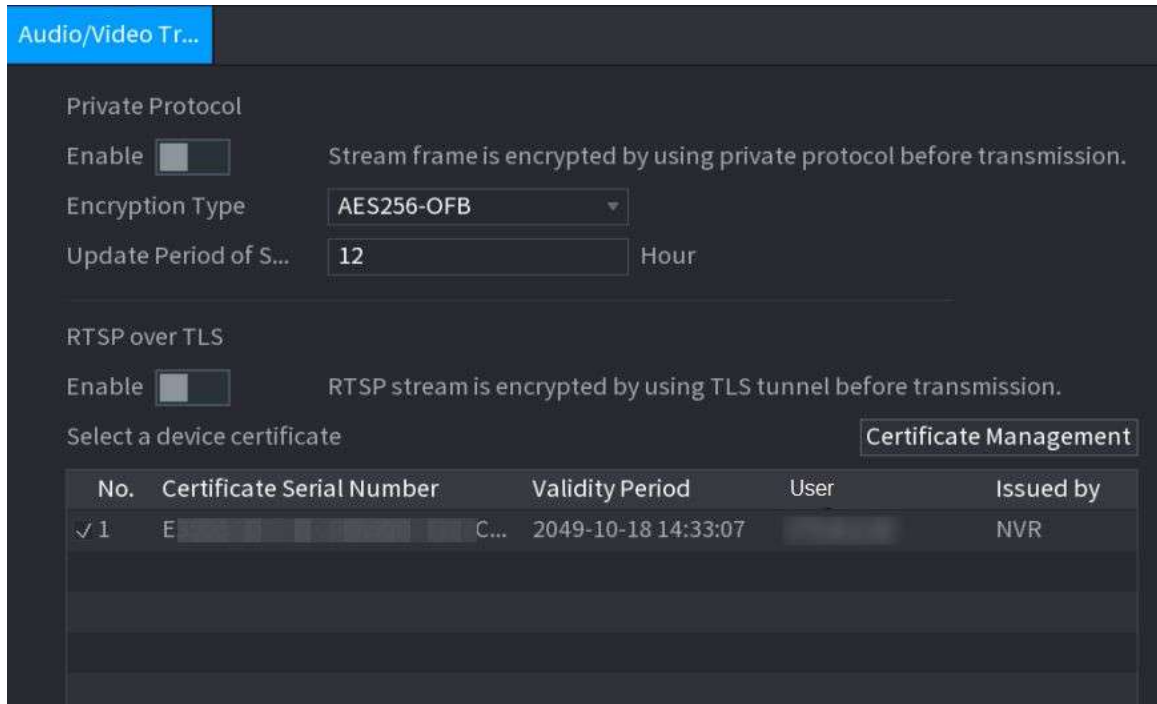 Audio/Video Tr...
Private Protocol
Enable Stream frame is encrypted by using private protocol before transmission.
Encryption Type AES256-OFB
Update Period of S... 12 Hour
RTSP over TLS
Enable RTSP stream is encrypted by using TLS tunnel before transmission.
Select a device certificate Certificate Management
No. Certificate Serial Number Validity Period User Issued by
1 E C... 2049-10-18 14:33:07 NVR